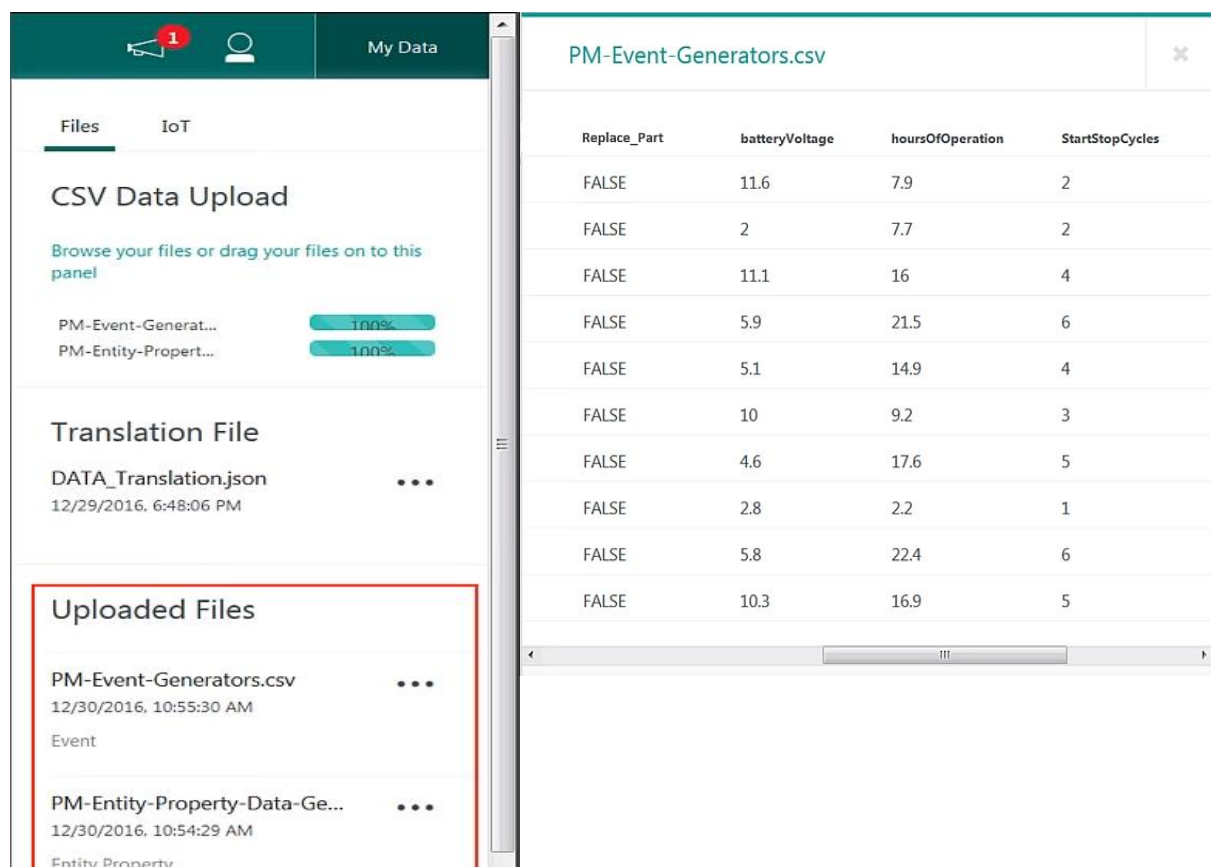 1
My Data
Files IoT
CSV Data Upload
Browse your files or drag your files on to this
panel
PM-Event-Generat... 100%
PM-Entity-Propert... 100%
Translation File
DATA_Translation.json
12/29/2016, 6:48:06 PM
Uploaded Files
PM-Event-Generators.csv
12/30/2016, 10:55:30 AM
Event
PM-Entity-Property-Data-Ge...
12/30/2016, 10:54:29 AM
Entity Property
PM-Event-Generators.csv
Replace_Part batteryVoltage hoursOfOperation StartStopCycles
FALSE 11.6 7.9 2
FALSE 2 7.7 2
FALSE 11.1 16 4
FALSE 5.9 21.5 6
FALSE 5.1 14.9 4
FALSE 10 9.2 3
FALSE 4.6 17.6 5
FALSE 2.8 2.2 1
FALSE 5.8 22.4 6
FALSE 10.3 16.9 5